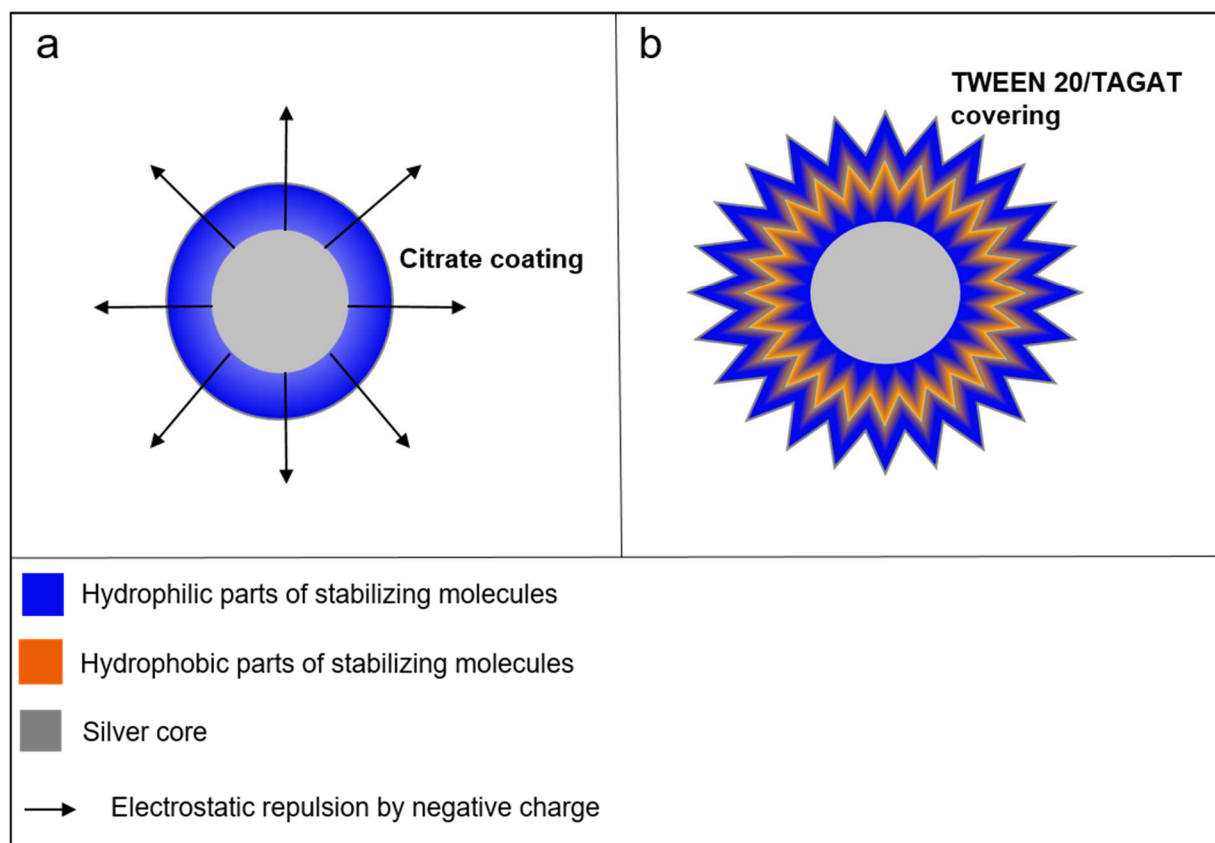 a
b
TWEEN 20/TAGAT
covering
Citrate coating
Hydrophilic parts of stabilizing molecules
Hydrophobic parts of stabilizing molecules
Silver core
Electrostatic repulsion by negative charge